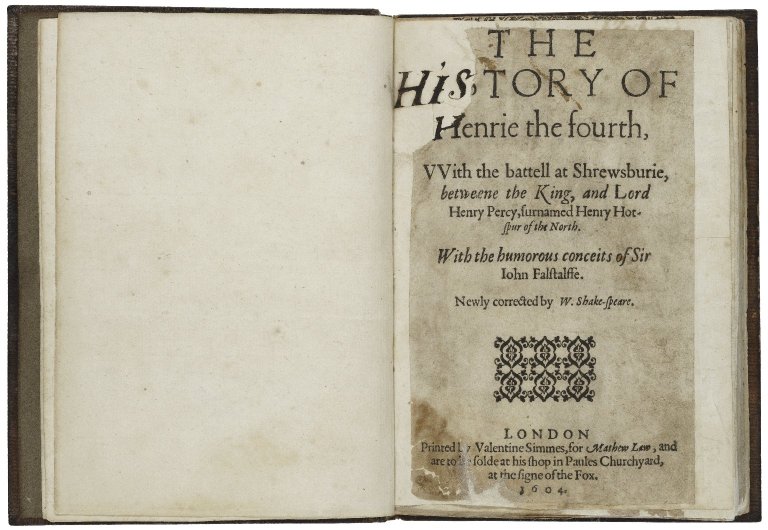 THE
HiSTORY OF
Henrie the fourth,
VVith the battell at Shrewsburie,
betweene the King, and Lord
Henry Percy, surnamed Henry Hot-
spur of the North.
With the humorous conceits of Sir
Iohn Falstalffe.
Newly corrected by W. Shake-speare.
LONDON
Printed by Valentine Simmes, for Mathew Law, and
are to be solde at his shop in Paules Churchyard,
at the signe of the Fox.
1604.